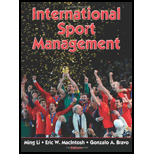 International
Sport
Management
Ming Li • Eric W. MacIntosh • Gonzalo A. Bravo